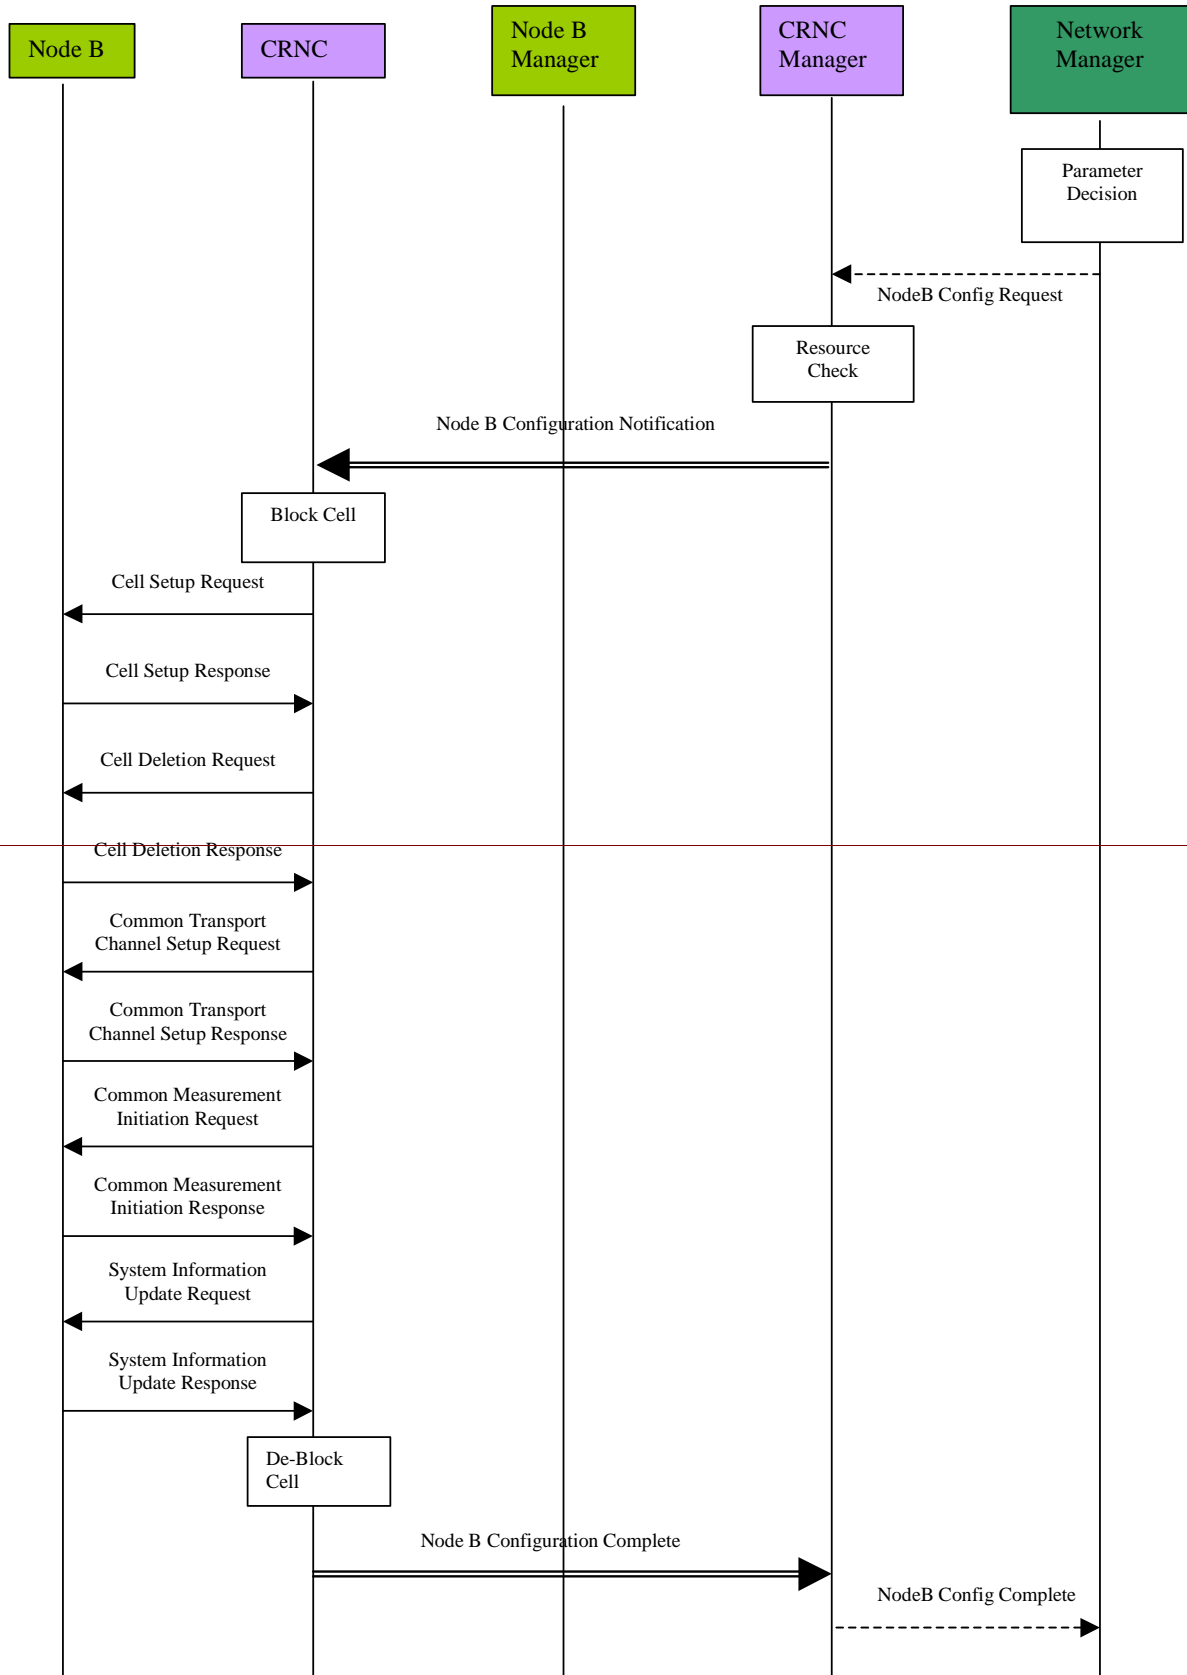 Node B
CRNC
Node B
Manager
CRNC
Manager
Network
Manager
Parameter
Decision
NodeB Config Request
Resource
Check
Node B Configuration Notification
Block Cell
Cell Setup Request
Cell Setup Response
Cell Deletion Request
Cell Deletion Response
Common Transport
Channel Setup Request
Common Transport
Channel Setup Response
Common Measurement
Initiation Request
Common Measurement
Initiation Response
System Information
Update Request
System Information
Update Response
De-Block
Cell
Node B Configuration Complete
NodeB Config Complete